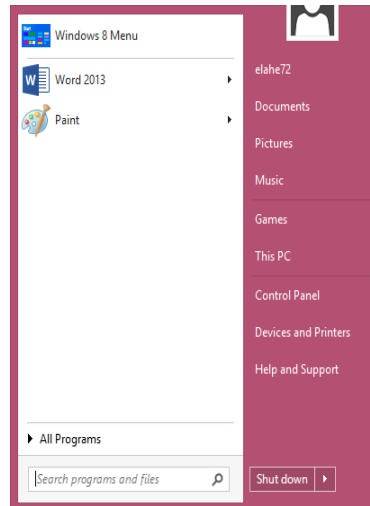 Windows 8 Menu
Word 2013
Paint
All Programs
Search programs and files
elahe72
Documents
Pictures
Music
Games
This PC
Control Panel
Devices and Printers
Help and Support
Shut down